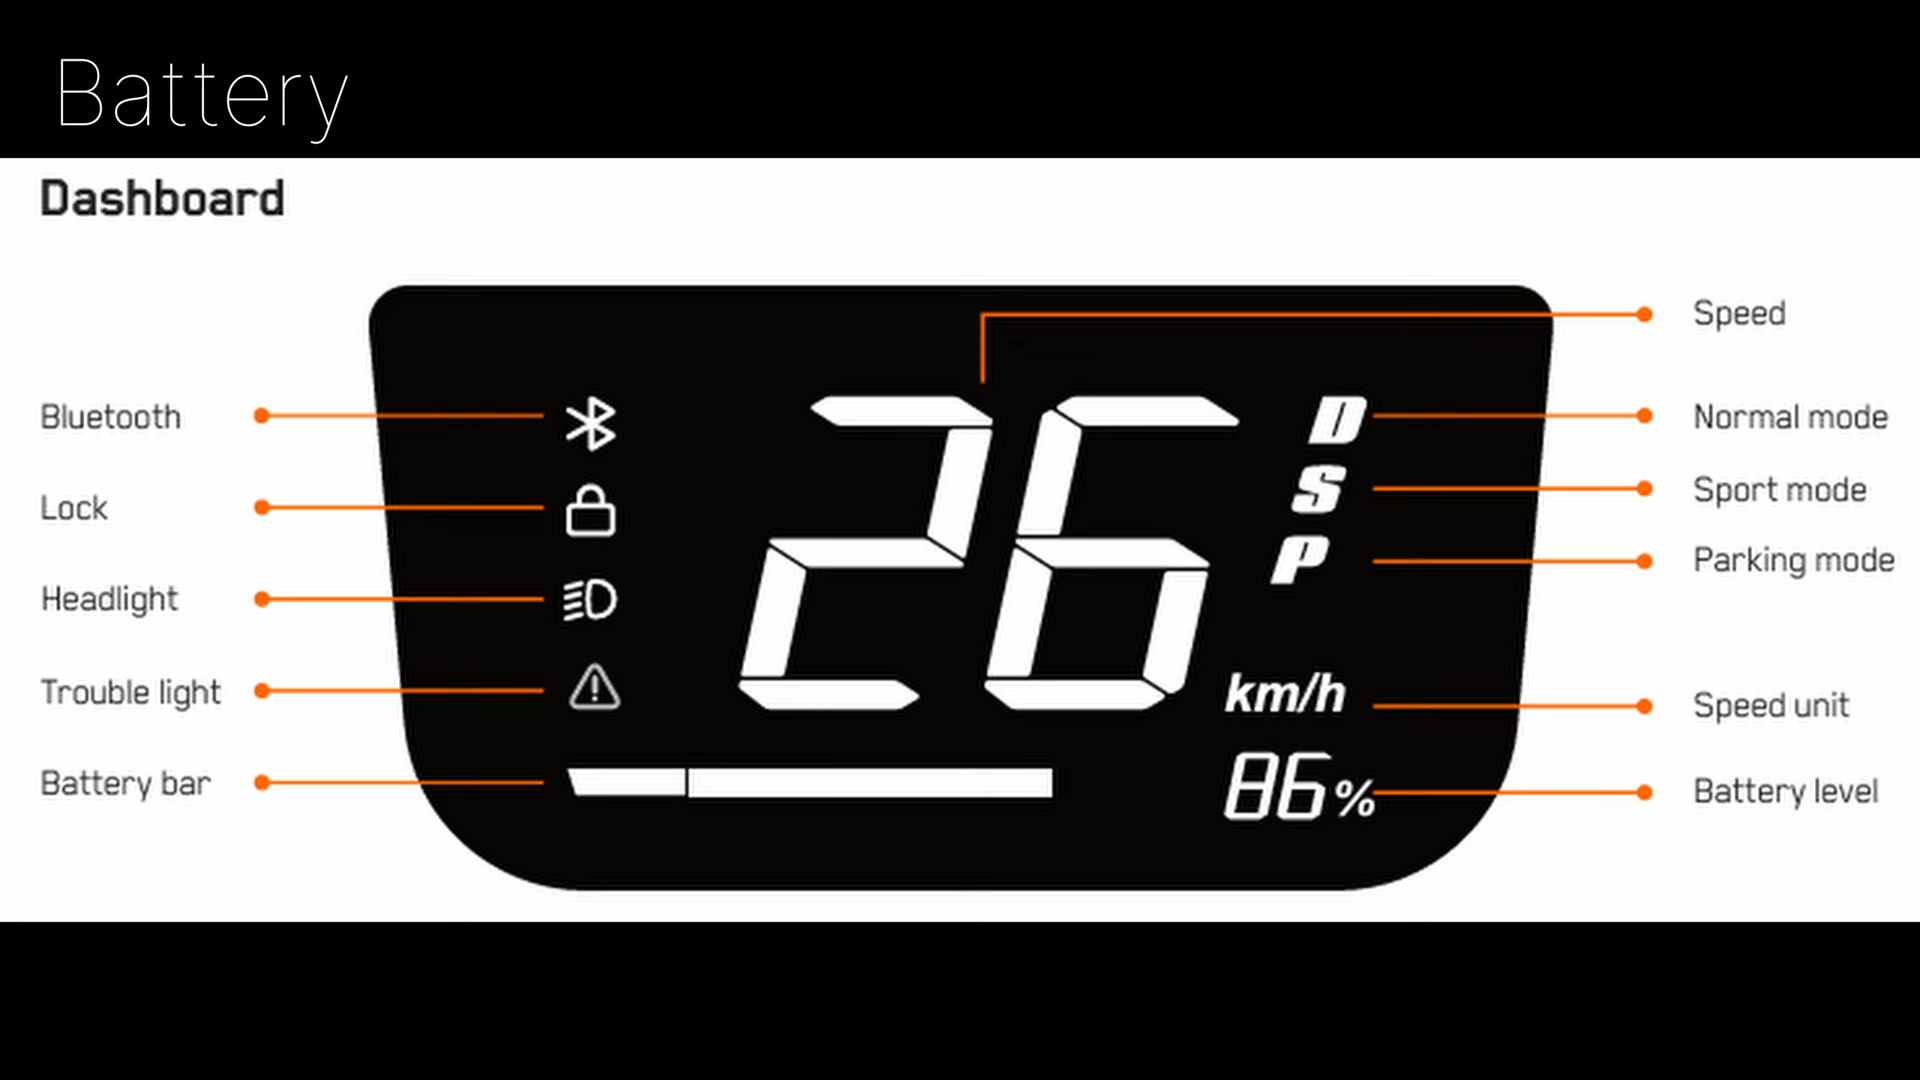 Battery
Dashboard
Speed
Bluetooth
Lock
Headlight
Trouble light
Battery bar
26
D
S
P
km/h
86%
Normal mode
Sport mode
Parking mode
Speed unit
Battery level